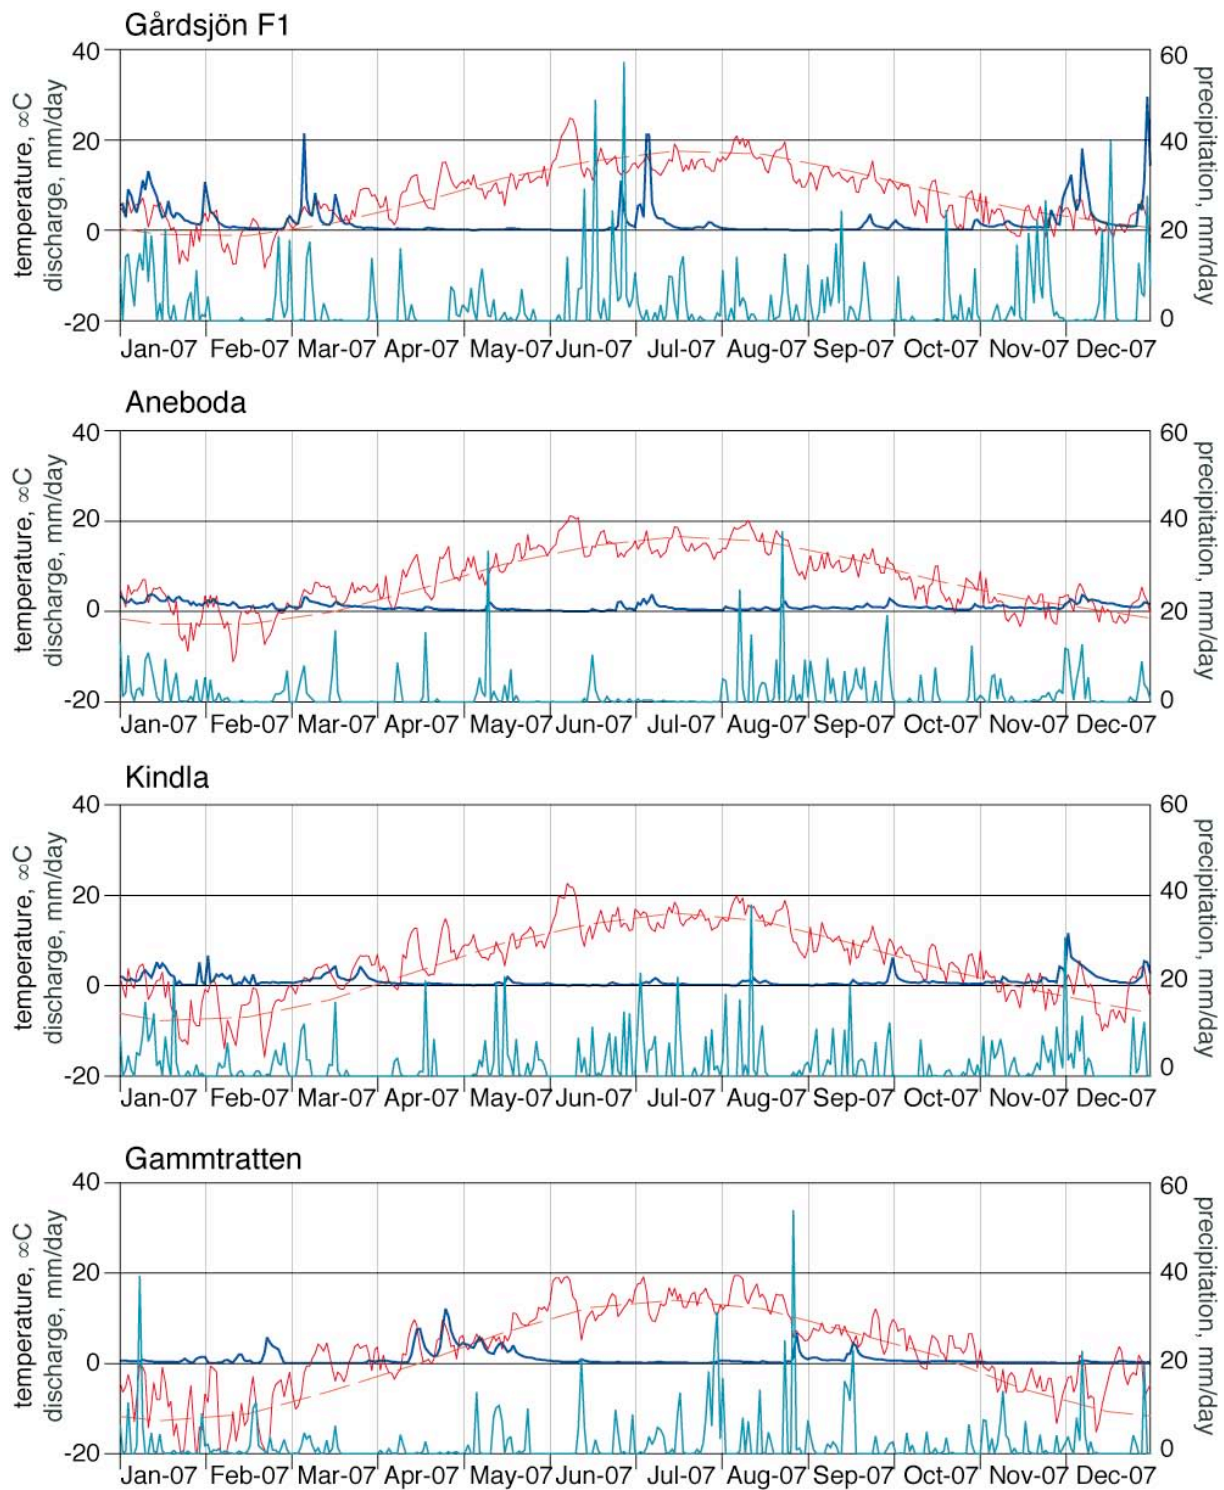 Gårdsjön F1
temperature, ∞C
discharge, mm/day
40
20
0
-20
60
40
20
0
precipitation, mm/day
Jan-07 Feb-07 Mar-07 Apr-07 May-07 Jun-07 Jul-07 Aug-07 Sep-07 Oct-07 Nov-07 Dec-07
Aneboda
temperature, ∞C
discharge, mm/day
40
20
0
-20
60
40
20
0
precipitation, mm/day
Jan-07 Feb-07 Mar-07 Apr-07 May-07 Jun-07 Jul-07 Aug-07 Sep-07 Oct-07 Nov-07 Dec-07
Kindla
temperature, ∞C
discharge, mm/day
40
20
0
-20
60
40
20
0
precipitation, mm/day
Jan-07 Feb-07 Mar-07 Apr-07 May-07 Jun-07 Jul-07 Aug-07 Sep-07 Oct-07 Nov-07 Dec-07
Gammtratten
temperature, ∞C
discharge, mm/day
40
20
0
-20
60
40
20
0
precipitation, mm/day
Jan-07 Feb-07 Mar-07 Apr-07 May-07 Jun-07 Jul-07 Aug-07 Sep-07 Oct-07 Nov-07 Dec-07